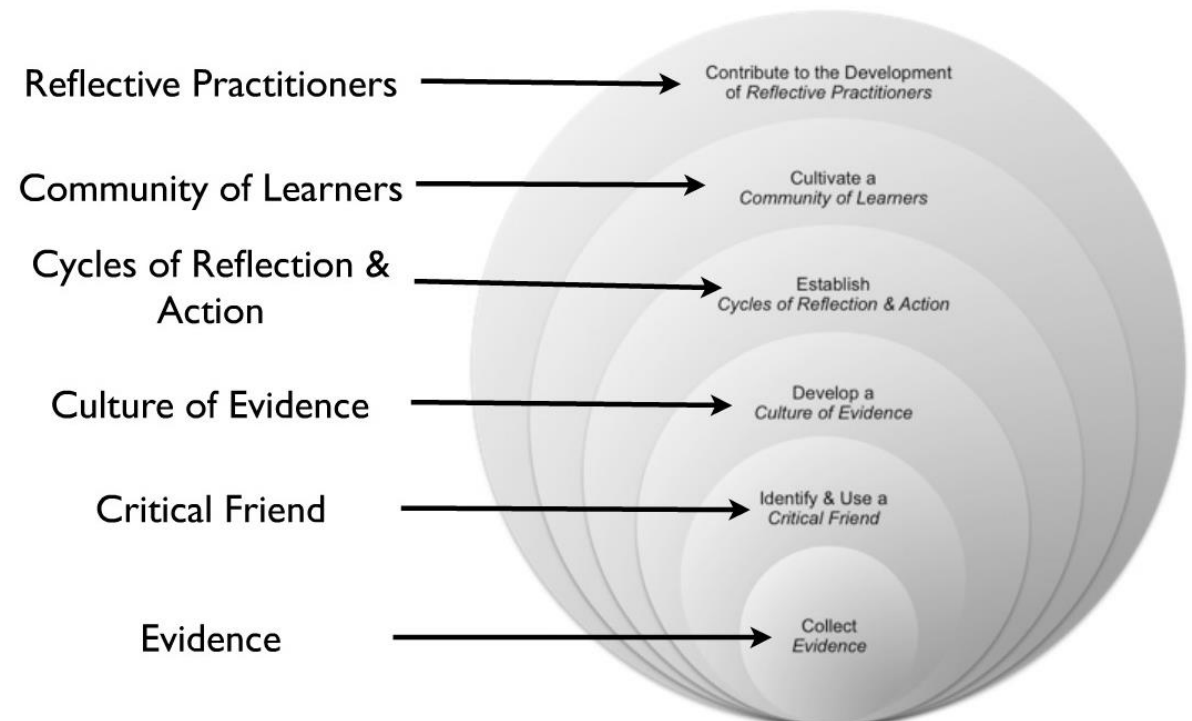 Reflective Practitioners
Contribute to the Development
of Reflective Practitioners
Community of Learners
Cultivate a
Community of Learners
Cycles of Reflection &
Action
Establish
Cycles of Reflection & Action
Culture of Evidence
Develop a
Culture of Evidence
Critical Friend
Identify & Use a
Critical Friend
Evidence
Collect
Evidence